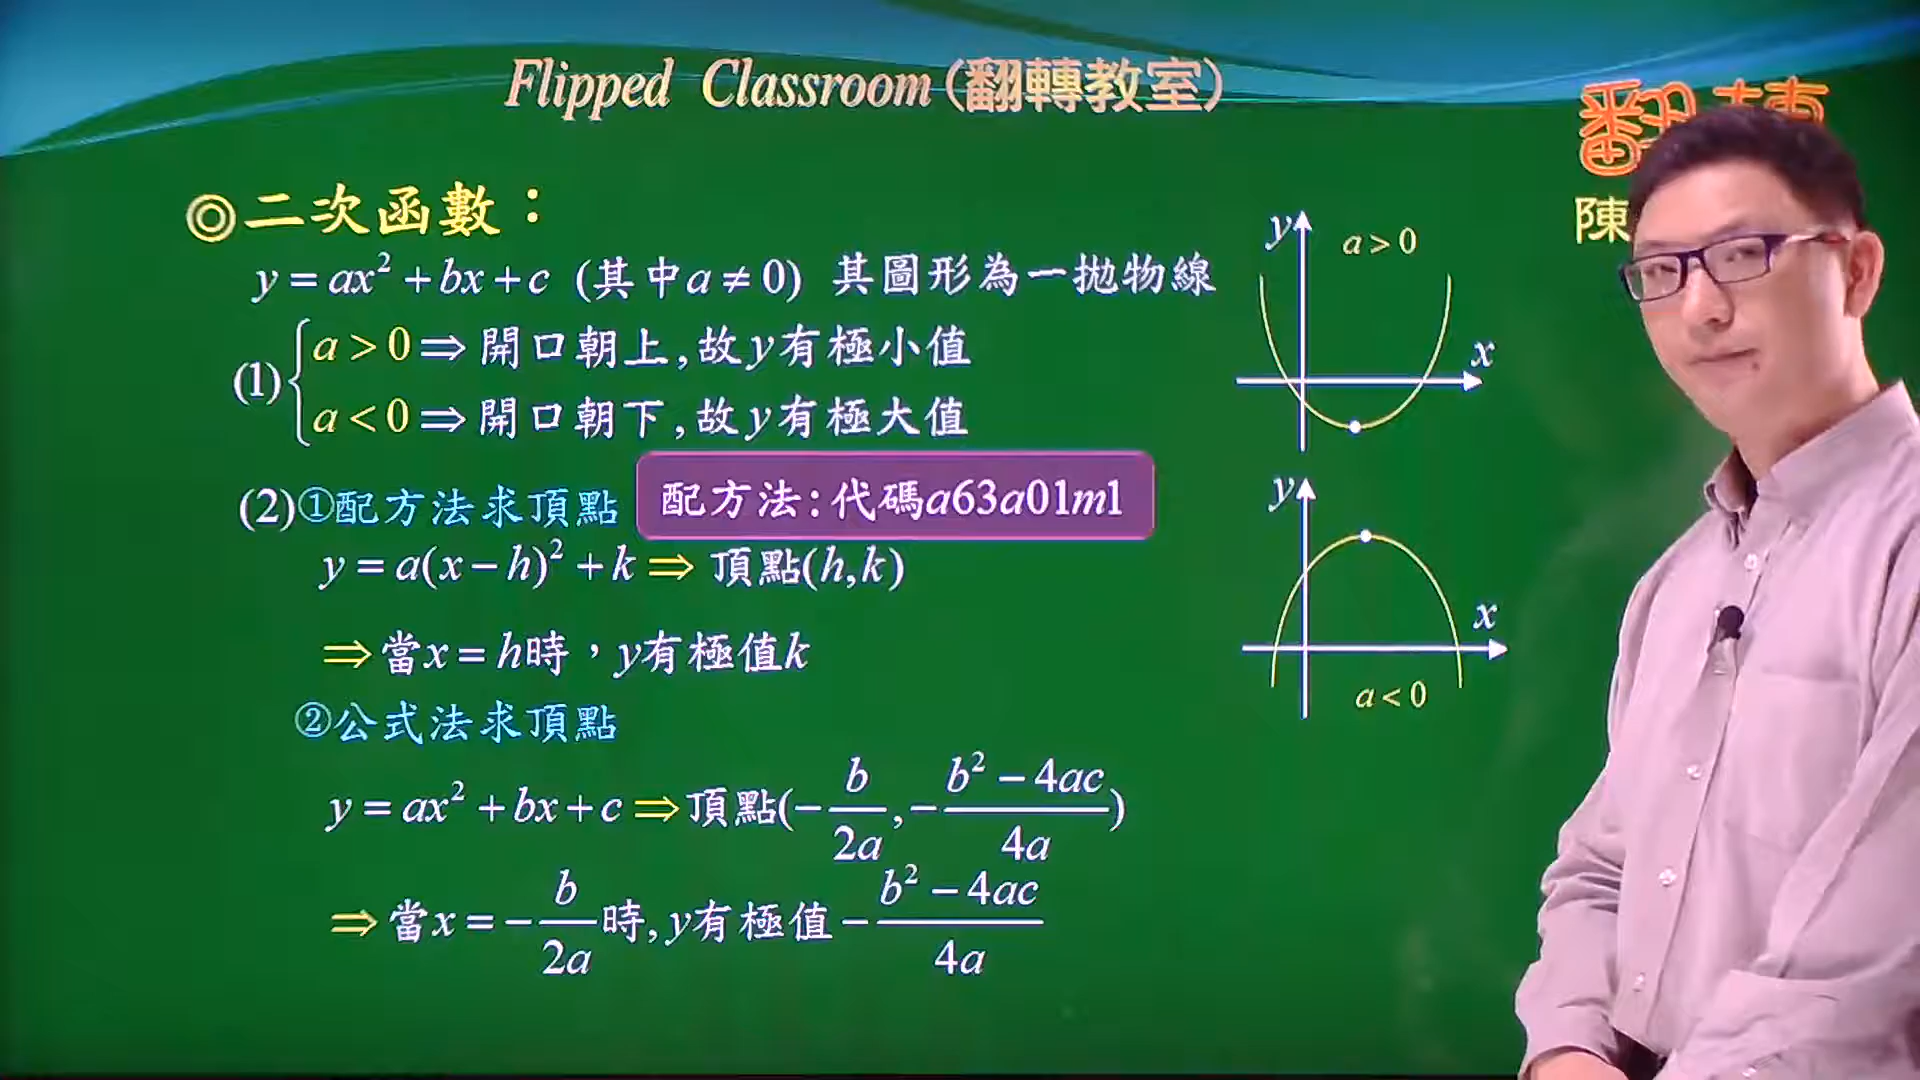 Flipped Classroom(翻轉教室)
翻轉
陳
◎二次函數：
y=ax²+bx+c (其中a≠0) 其圖形為一拋物線
(1) a>0⇒開口朝上,故y有極小值
a<0⇒開口朝下,故y有極大值
(2)①配方法求頂點 配方法:代碼a63a01m1
y=a(x-h)²+k⇒頂點(h,k)
⇒當x=h時，y有極值k
②公式法求頂點
y=ax²+bx+c⇒頂點(-b/2a,-b²-4ac/4a)
⇒當x=-b/2a時,y有極值-b²-4ac/4a
y a>0
x
y
x
a<0